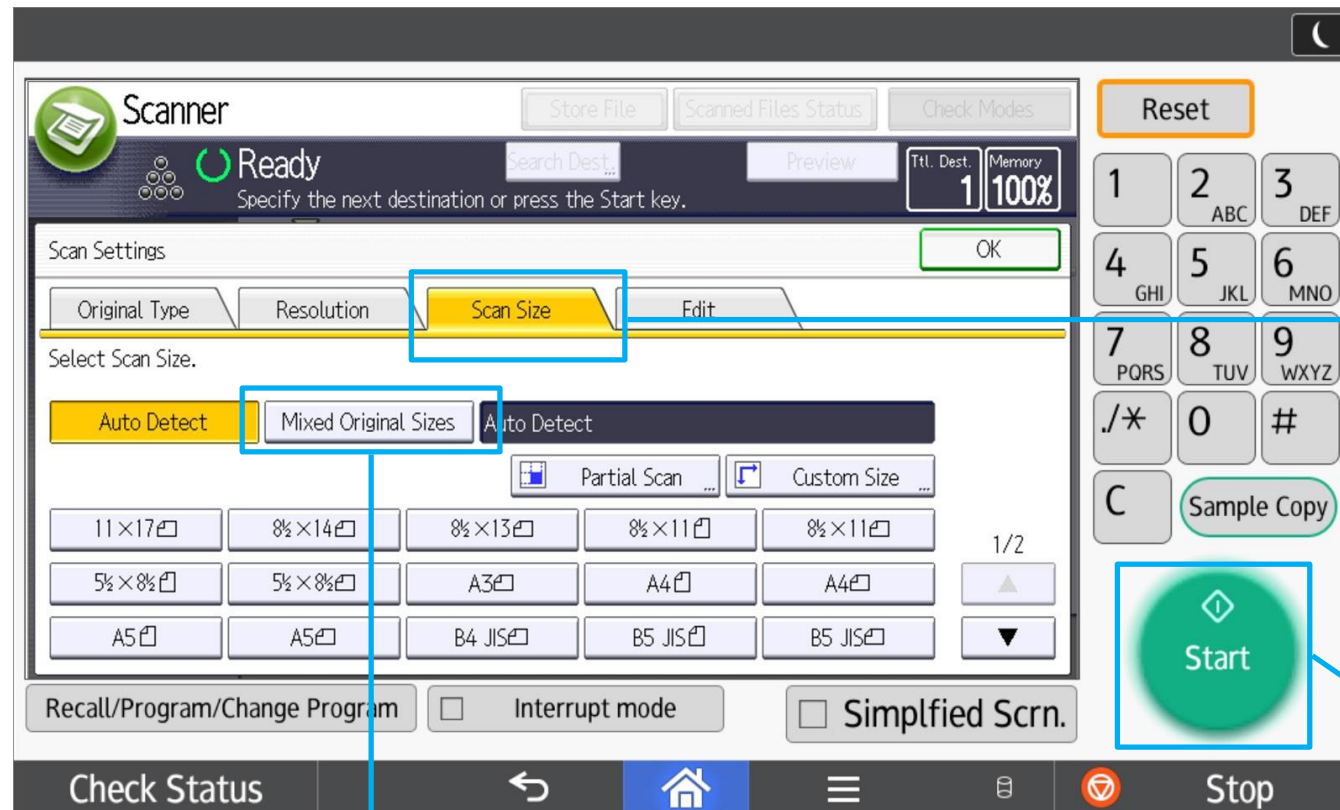 Scanner
Store File
Scanned Files Status
Check Modes
Reset
Ready
Search Dest.
Preview
Ttl. Dest.
1
Memory
100%
Specify the next destination or press the Start key.
Scan Settings
OK
Original Type
Resolution
Scan Size
Edit
Select Scan Size.
Auto Detect
Mixed Original Sizes
Auto Detect
Partial Scan ...
Custom Size ...
11×17
8½×14
8½×13
8½×11
8½×11
1/2
5½×8½
5½×8½
A3
A4
A4
A5
A5
B4 JIS
B5 JIS
B5 JIS
1
2 ABC
3 DEF
4 GHI
5 JKL
6 MNO
7 PQRS
8 TUV
9 WXYZ
./*
0
#
C
Sample Copy
Start
Recall/Program/Change Program
Interrupt mode
Simplfied Scrn.
Check Status
Stop